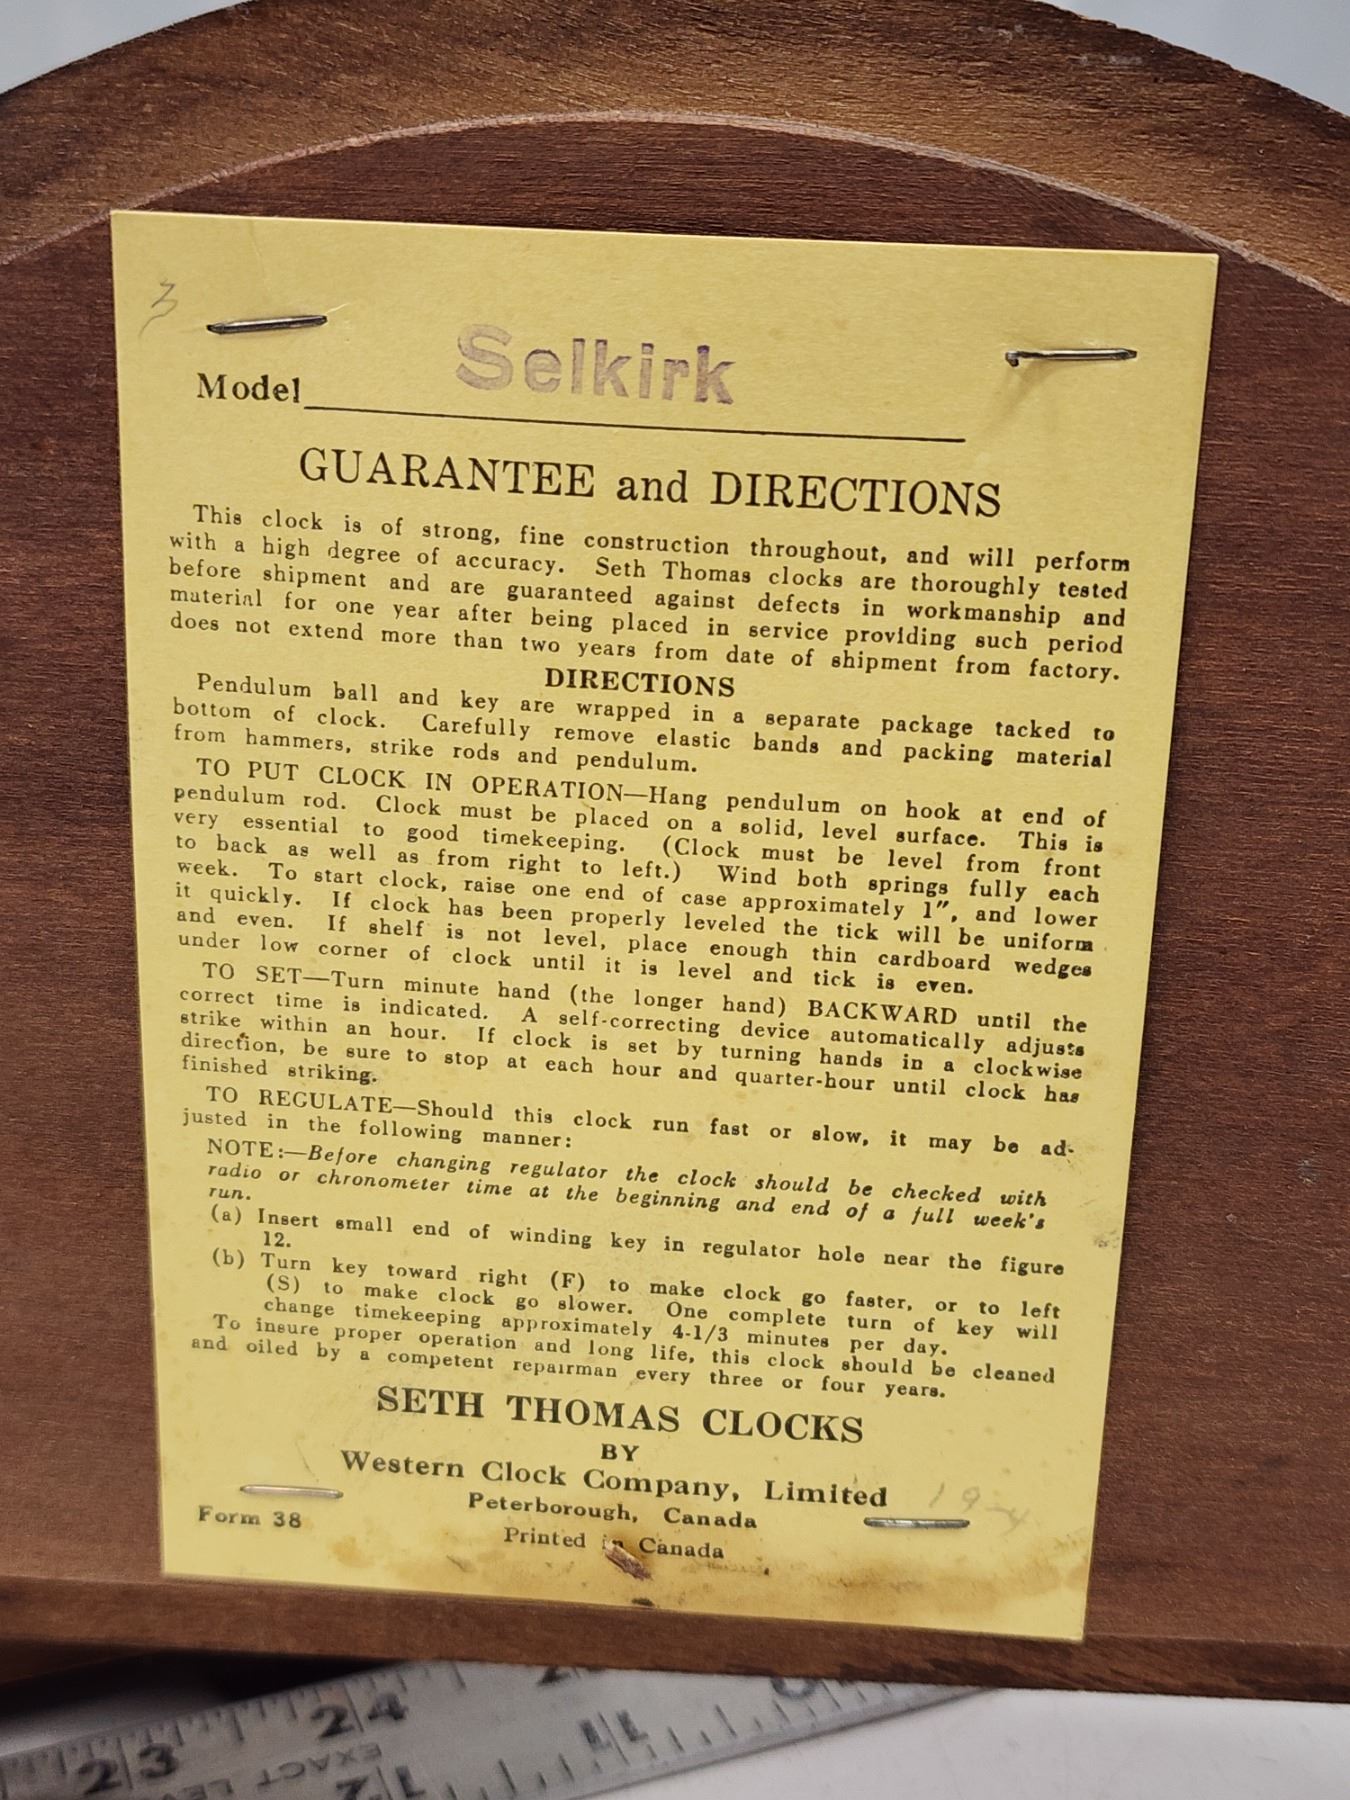 3
Selkirk
Model
GUARANTEE and DIRECTIONS
This clock is of strong, fine construction throughout, and will perform
with a high degree of accuracy. Seth Thomas clocks are thoroughly tested
before shipment and are guaranteed against defects in workmanship and
material for one year after being placed in service providing such period
does not extend more than two years from date of shipment from factory.
DIRECTIONS
Pendulum ball and key are wrapped in a separate package tacked to
bottom of clock. Carefully remove elastic bands and packing material
from hammers, strike rods and pendulum.
TO PUT CLOCK IN OPERATION—Hang pendulum on hook at end of
pendulum rod. Clock must be placed on a solid, level surface. This is
very essential to good timekeeping. (Clock must be level from front
to back as well as from right to left.) Wind both springs fully each
week. To start clock, raise one end of case approximately 1", and lower
it quickly. If clock has been properly leveled the tick will be uniform
and even. If shelf is not level, place enough thin cardboard wedges
under low corner of clock until it is level and tick is even.
TO SET—Turn minute hand (the longer hand) BACKWARD until the
correct time is indicated. A self-correcting device automatically adjusts
strike within an hour. If clock is set by turning hands in a clockwise
direction, be sure to stop at each hour and quarter-hour until clock has
finished striking.
TO REGULATE—Should this clock run fast or slow, it may be ad-
justed in the following manner:
NOTE:—Before changing regulator the clock should be checked with
radio or chronometer time at the beginning and end of a full week's
run.
(a) Insert small end of winding key in regulator hole near the figure
12.
(b) Turn key toward right (F) to make clock go faster, or to left
(S) to make clock go slower. One complete turn of key will
change timekeeping approximately 4-1/3 minutes per day.
To insure proper operation and long life, this clock should be cleaned
and oiled by a competent repairman every three or four years.
SETH THOMAS CLOCKS
BY
Western Clock Company, Limited
Peterborough, Canada
Form 38
Printed in Canada
23 24
EXACT LEVEL
12 11